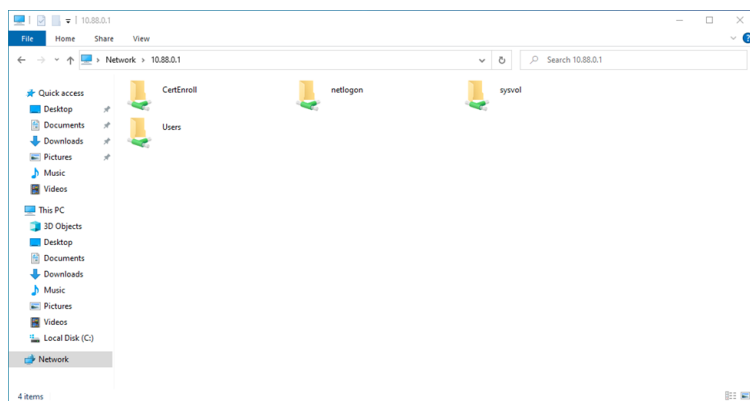 10.88.0.1
File Home Share View
Network 10.88.0.1
Search 10.88.0.1
Quick access
Desktop
Documents
Downloads
Pictures
Music
Videos
This PC
3D Objects
Desktop
Documents
Downloads
Music
Pictures
Videos
Local Disk (C:)
Network
CertEnroll
netlogon
sysvol
Users
4 items